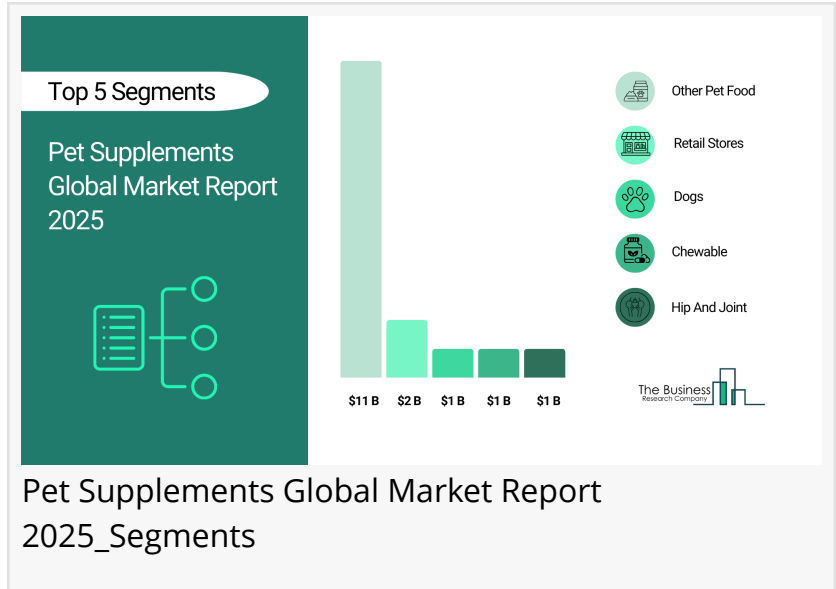 Top 5 Segments
Pet Supplements
Global Market Report
2025
$11 B
$2 B
$1 B
$1 B
$1 B
Other Pet Food
Retail Stores
Dogs
Chewable
Hip And Joint
The Business
Research Company
Pet Supplements Global Market Report
2025_Segments